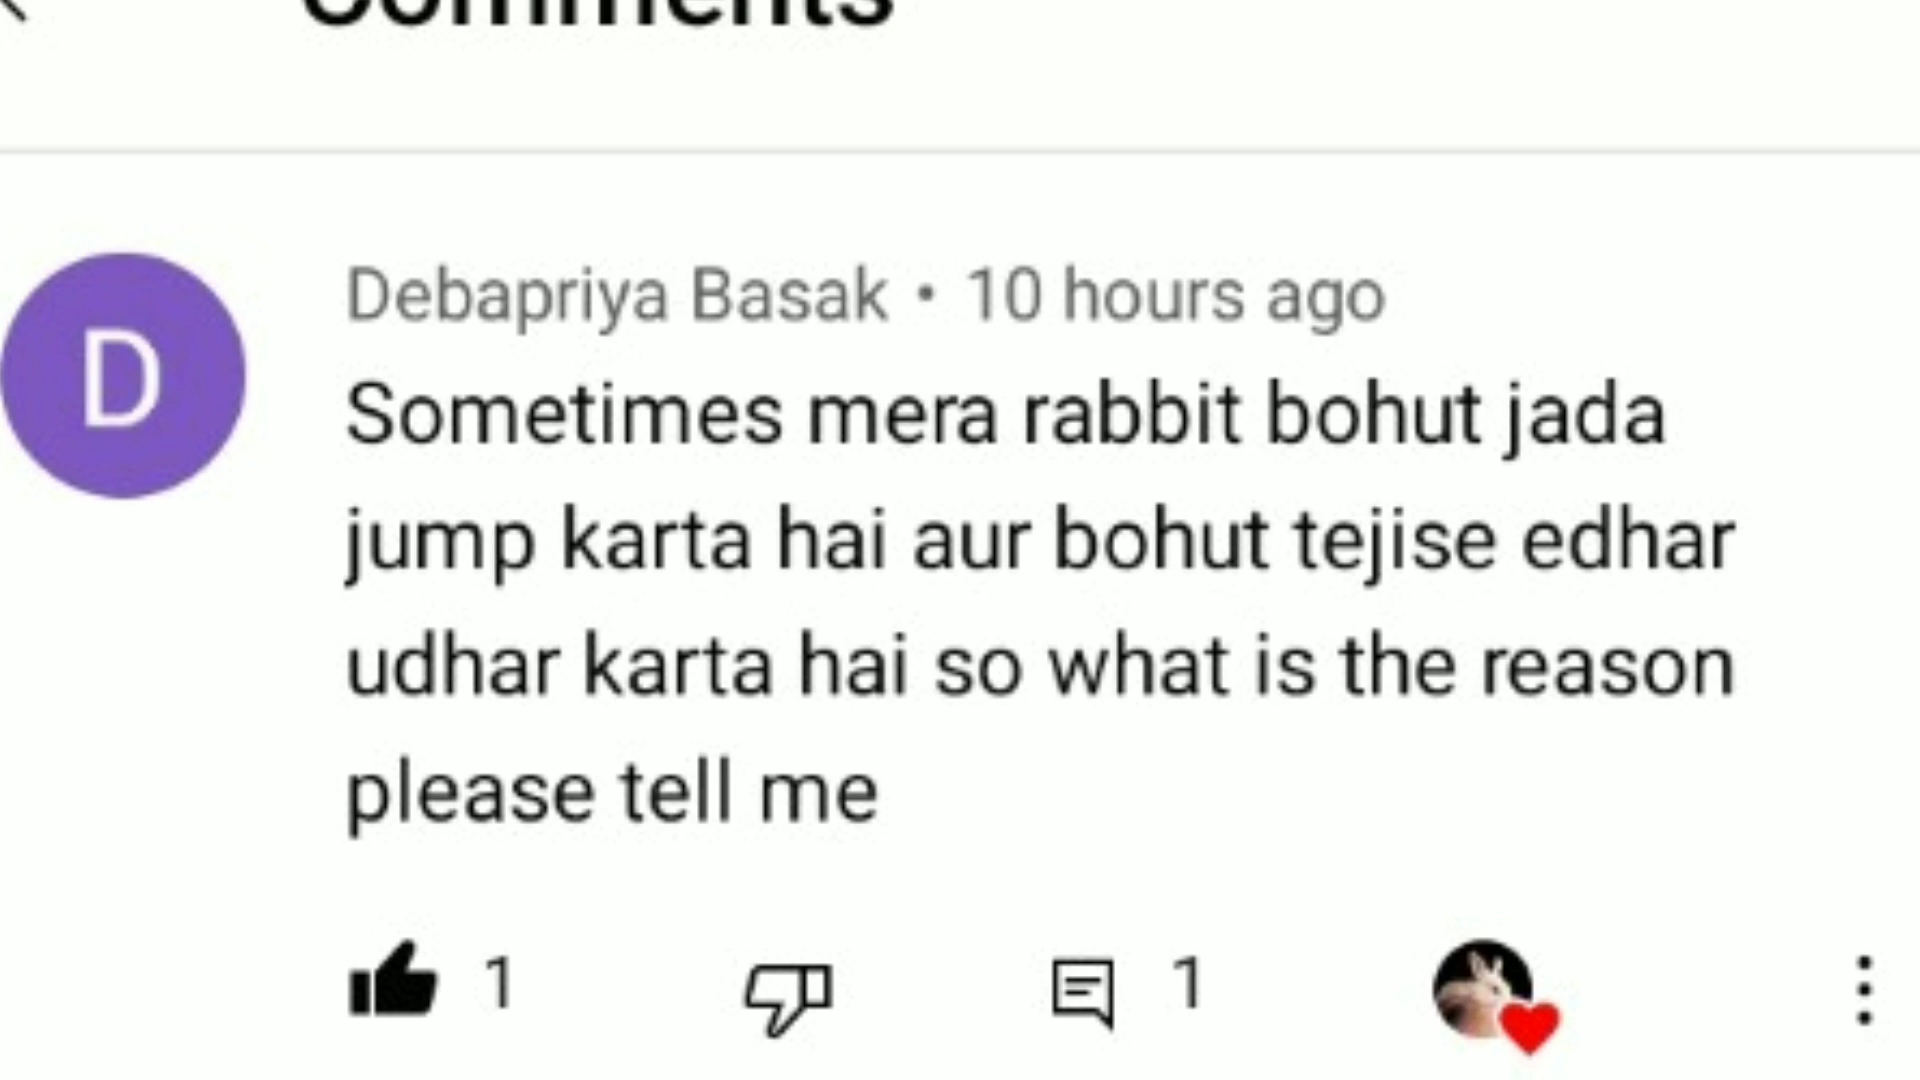 Comments
D
Debapriya Basak • 10 hours ago
Sometimes mera rabbit bohut jada
jump karta hai aur bohut tejise edhar
udhar karta hai so what is the reason
please tell me
1 1